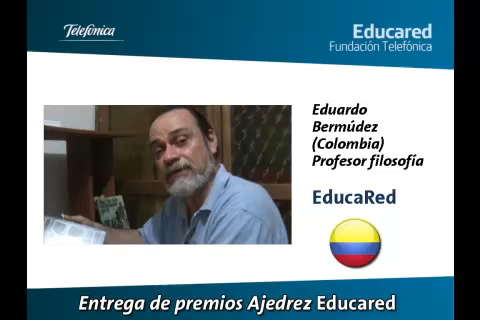 Telefónica
Educared
Fundación Telefónica
Eduardo
Bermúdez
(Colombia)
Profesor filosofía
EducaRed
Entrega de premios Ajedrez Educared